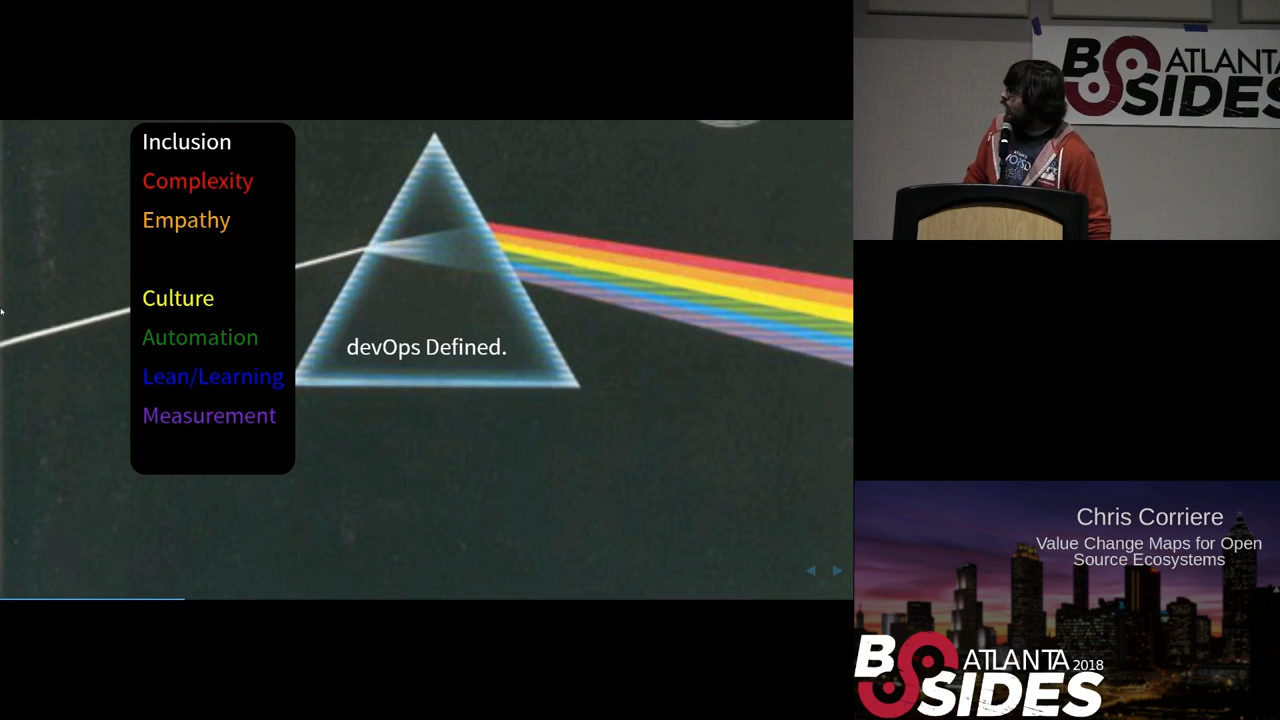 Inclusion
Complexity
Empathy
Culture
Automation
Lean/Learning
Measurement
devOps Defined.
BSIDES ATLANTA
Chris Corriere
Value Change Maps for Open
Source Ecosystems
BSIDES ATLANTA 2018